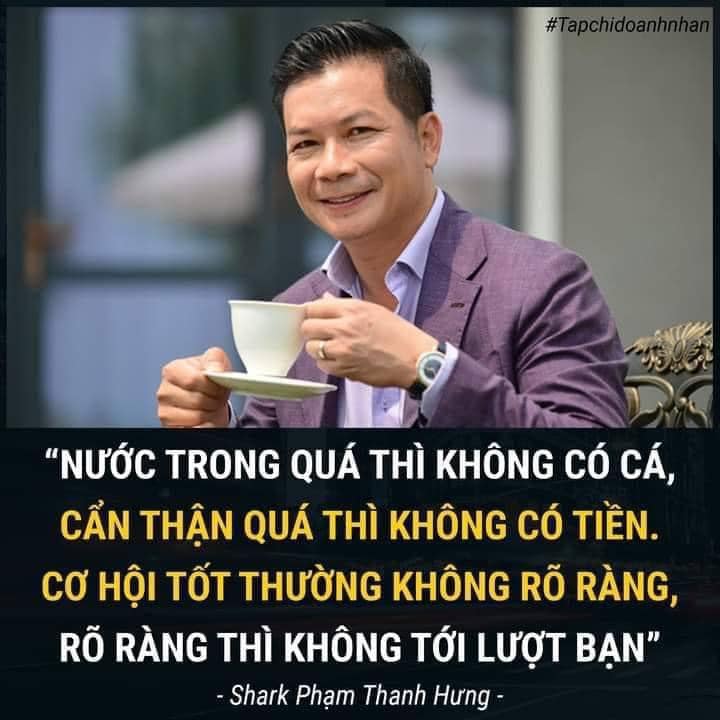 #Tapchidoanhnhan
“NƯỚC TRONG QUÁ THÌ KHÔNG CÓ CÁ,
CẨN THẬN QUÁ THÌ KHÔNG CÓ TIỀN.
CƠ HỘI TỐT THƯỜNG KHÔNG RÕ RÀNG,
RÕ RÀNG THÌ KHÔNG TỚI LƯỢT BẠN”
- Shark Phạm Thanh Hưng -